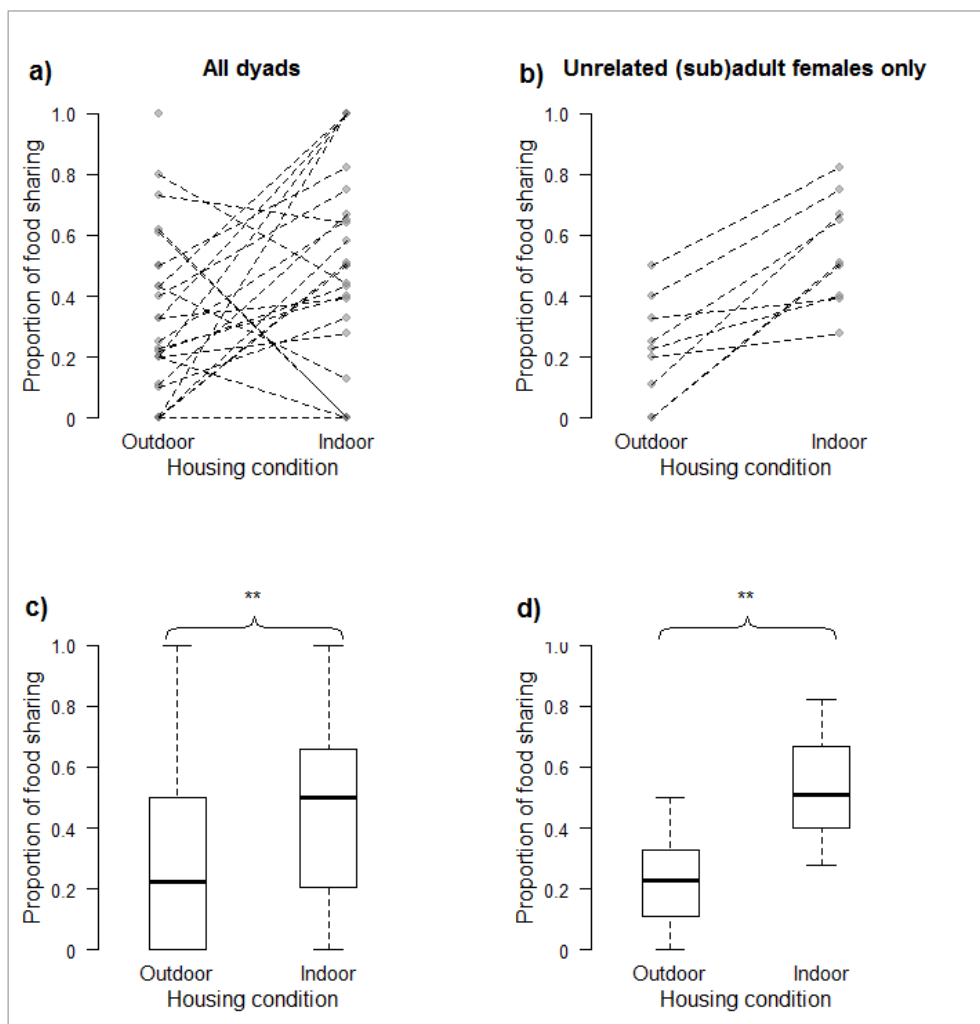 a) All dyads
Proportion of food sharing
1.0
0.8
0.6
0.4
0.2
0
Outdoor Indoor
Housing condition
b) Unrelated (sub)adult females only
Proportion of food sharing
1.0
0.8
0.6
0.4
0.2
0
Outdoor Indoor
Housing condition
c) **
Proportion of food sharing
1.0
0.8
0.6
0.4
0.2
0
Outdoor Indoor
Housing condition
d) **
Proportion of food sharing
1.0
0.8
0.6
0.4
0.2
0
Outdoor Indoor
Housing condition